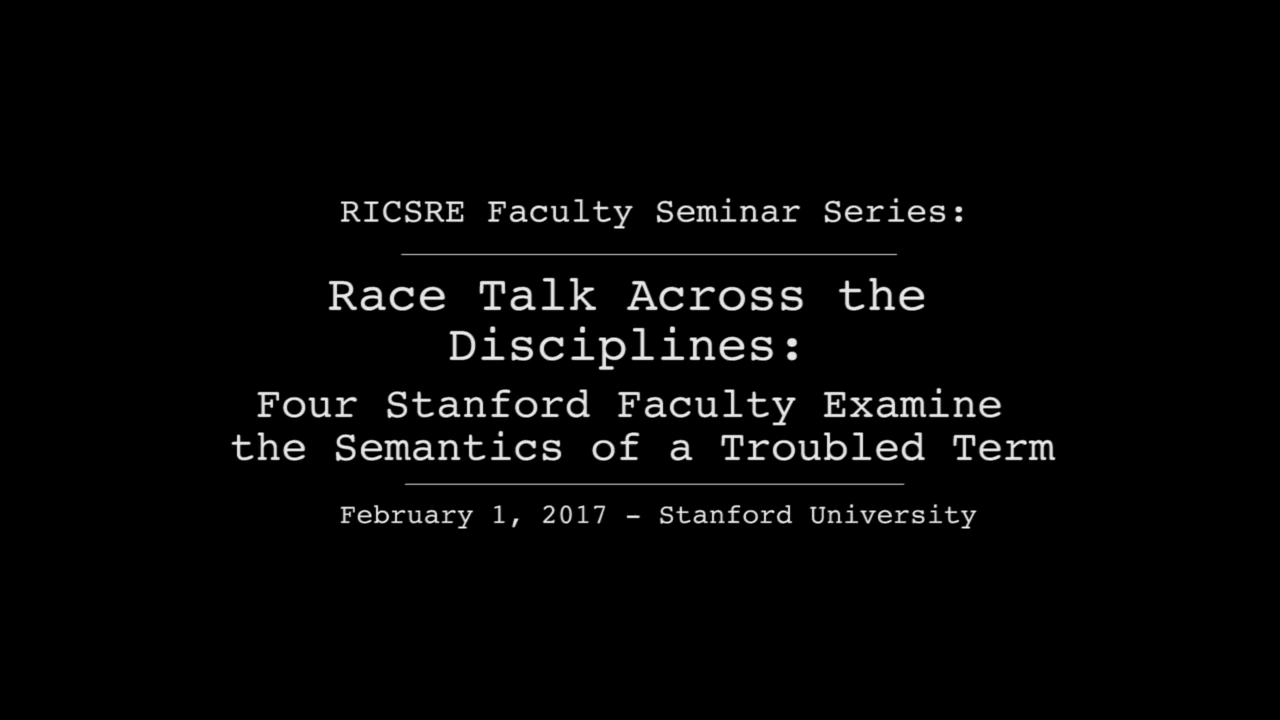 RICSRE Faculty Seminar Series:
Race Talk Across the
Disciplines:
Four Stanford Faculty Examine
the Semantics of a Troubled Term
February 1, 2017 – Stanford University